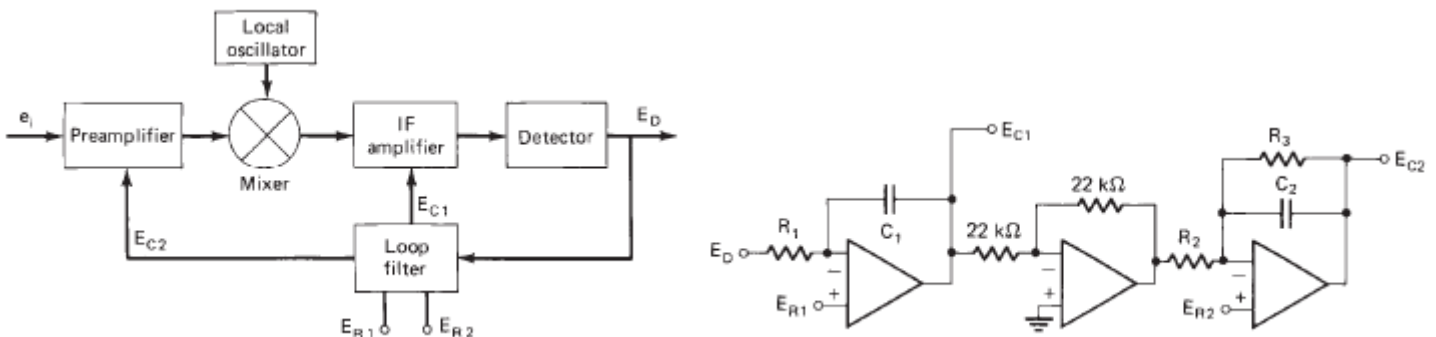 Local
oscillator
e_i
Preamplifier
Mixer
IF
amplifier
Detector
E_D
E_C1
E_C2
Loop
filter
E_R1
E_R2
E_D
R_1
C_1
E_R1
E_C1
22 kΩ
22 kΩ
R_2
R_3
C_2
E_R2
E_C2
−
+
−
+
−
+